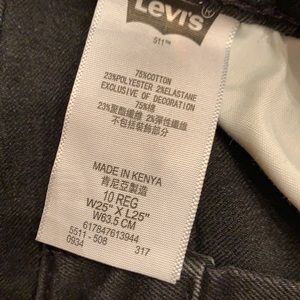 Levi's
511™
75%COTTON
23%POLYESTER 2%ELASTANE
EXCLUSIVE OF DECORATION
75%棉
23%聚酯纖維 2%彈性纖維
不包括裝飾部分
MADE IN KENYA
肯尼亞製造
10 REG
W25" X L25"
W63.5 CM
617847613944
5511-508 317
0934